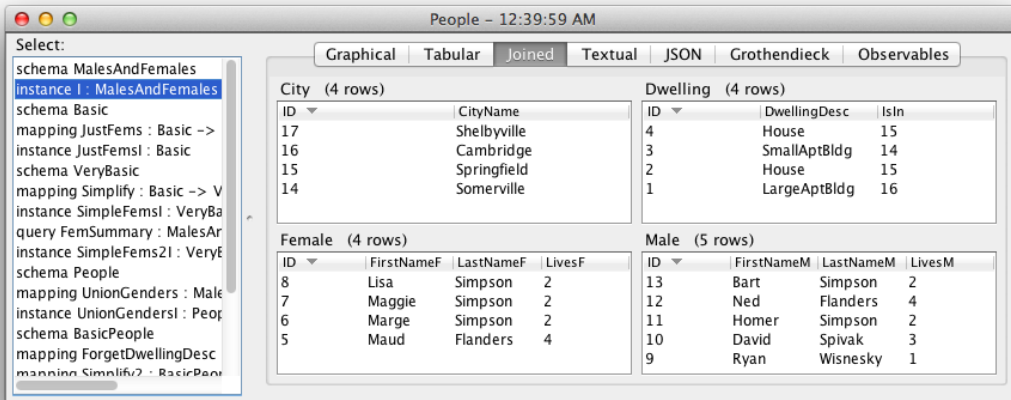 People – 12:39:59 AM
Select:
schema MalesAndFemales
instance I : MalesAndFemales
schema Basic
mapping JustFems : Basic ->
instance JustFemsI : Basic
schema VeryBasic
mapping Simplify : Basic -> V
instance SimpleFemsI : VeryBa
query FemSummary : MalesAr
instance SimpleFems2I : VeryB
schema People
mapping UnionGenders : Male
instance UnionGendersI : Peop
schema BasicPeople
mapping ForgetDwellingDesc
mapping Simplify2 : BasicPeop
Graphical Tabular Joined Textual JSON Grothendieck Observables
City (4 rows)
ID CityName
17 Shelbyville
16 Cambridge
15 Springfield
14 Somerville
Dwelling (4 rows)
ID DwellingDesc IsIn
4 House 15
3 SmallAptBldg 14
2 House 15
1 LargeAptBldg 16
Female (4 rows)
ID FirstNameF LastNameF LivesF
8 Lisa Simpson 2
7 Maggie Simpson 2
6 Marge Simpson 2
5 Maud Flanders 4
Male (5 rows)
ID FirstNameM LastNameM LivesM
13 Bart Simpson 2
12 Ned Flanders 4
11 Homer Simpson 2
10 David Spivak 3
9 Ryan Wisnesky 1